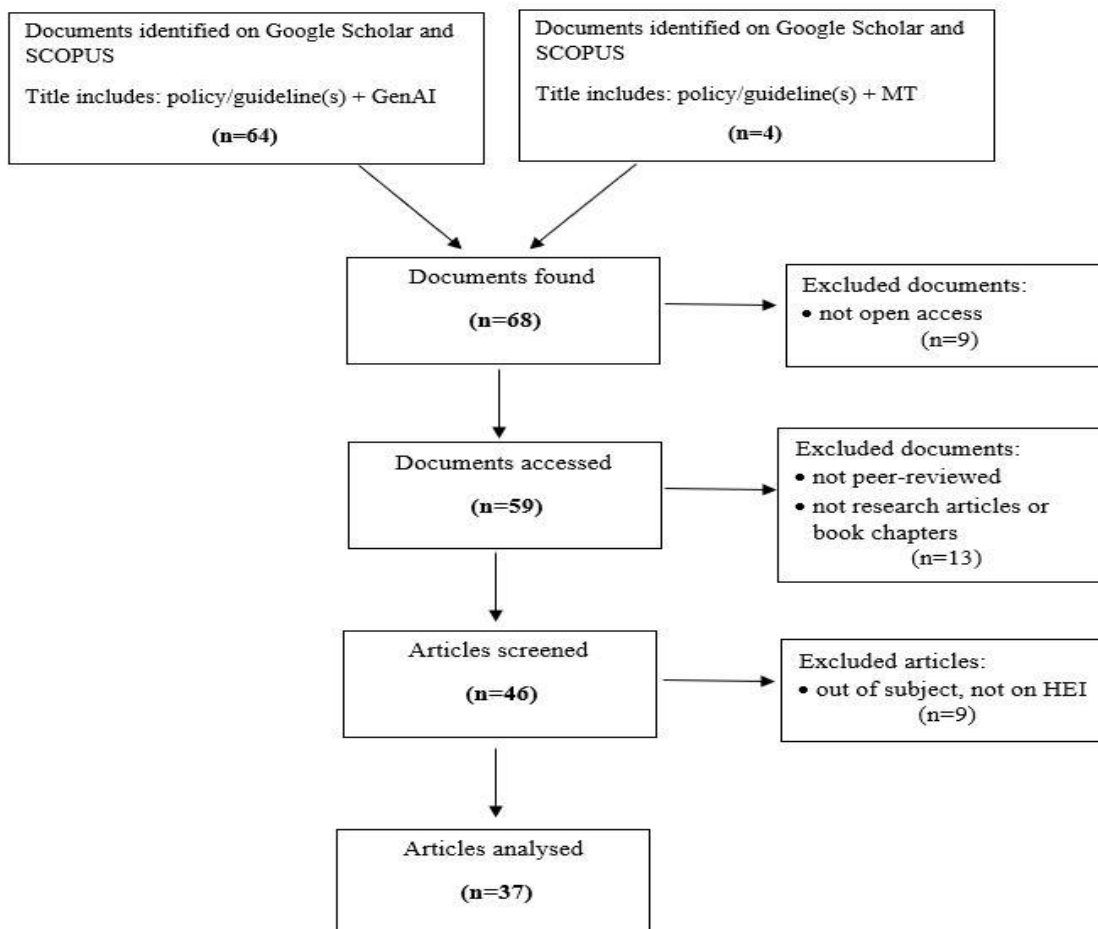 Documents identified on Google Scholar and
SCOPUS
Title includes: policy/guideline(s) + GenAI
(n=64)
Documents identified on Google Scholar and
SCOPUS
Title includes: policy/guideline(s) + MT
(n=4)
Documents found
(n=68)
Excluded documents:
• not open access
(n=9)
Documents accessed
(n=59)
Excluded documents:
• not peer-reviewed
• not research articles or
book chapters
(n=13)
Articles screened
(n=46)
Excluded articles:
• out of subject, not on HEI
(n=9)
Articles analysed
(n=37)